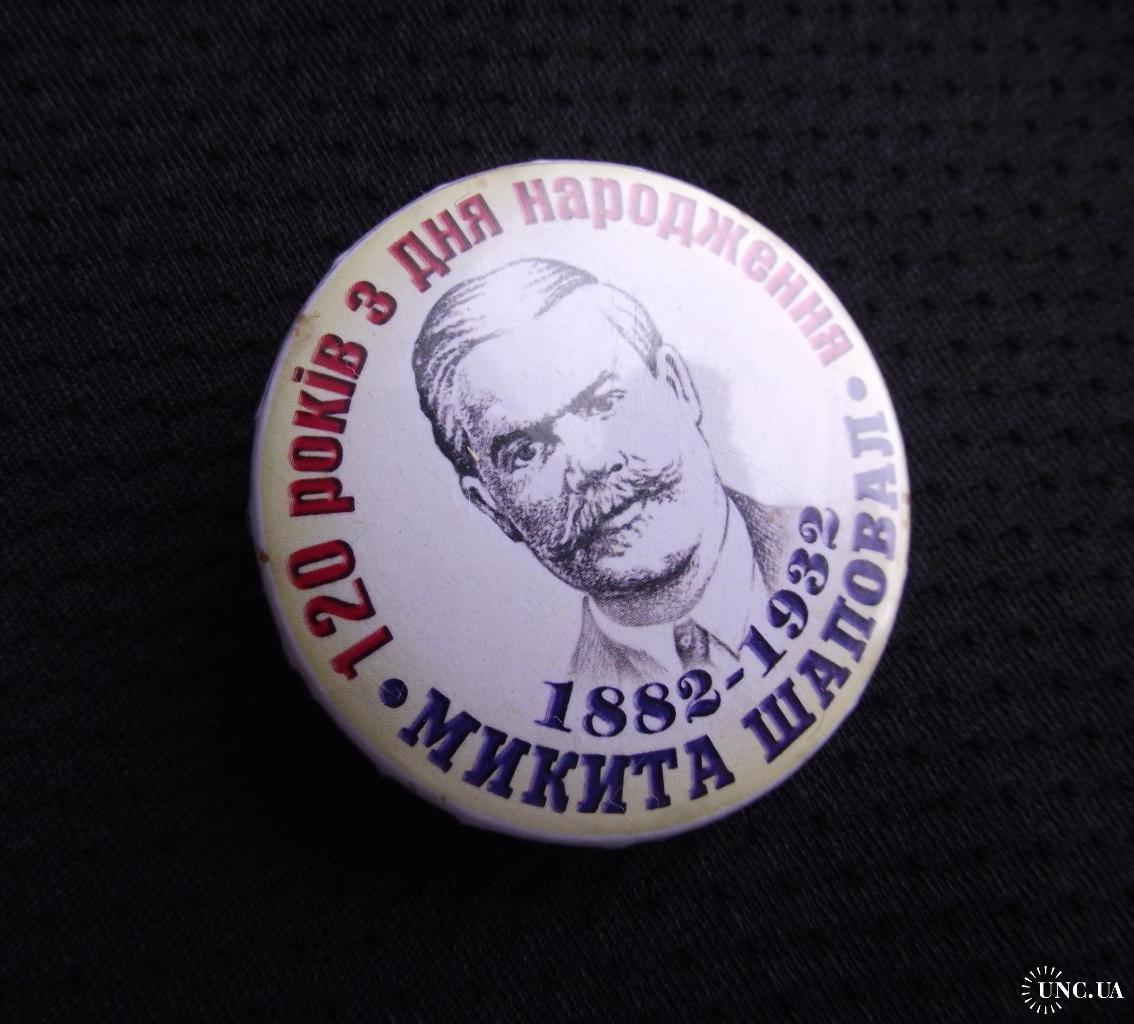 120 РОКІВ З ДНЯ НАРОДЖЕННЯ
1882-1932
• МИКИТА ШАПОВАЛ •
UNC.UA